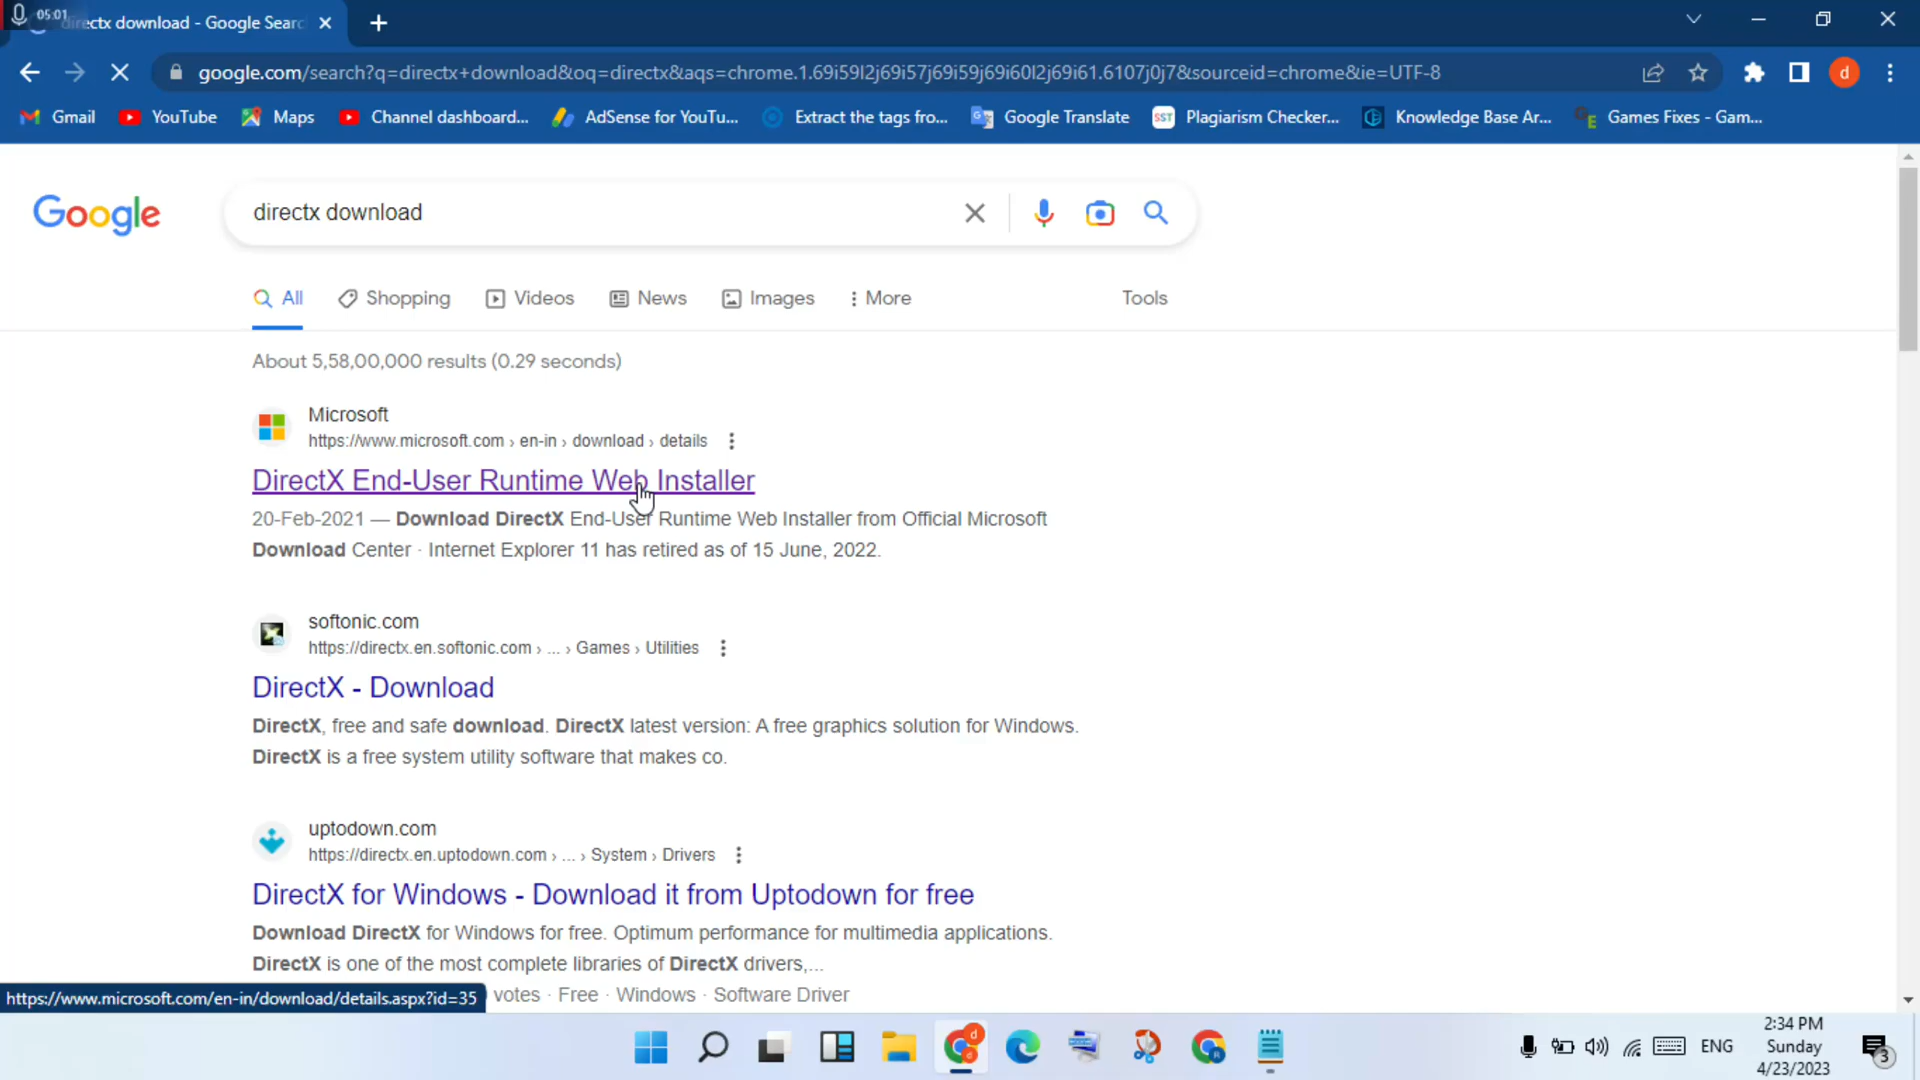 05:01
directx download - Google Searc
google.com/search?q=directx+download&oq=directx&aqs=chrome.1.69i59l2j69i57j69i59j69i60l2j69i61.6107j0j7&sourceid=chrome&ie=UTF-8
d
Gmail
YouTube
Maps
Channel dashboard...
AdSense for YouTu...
Extract the tags fro...
Google Translate
SST
Plagiarism Checker...
Knowledge Base Ar...
Games Fixes - Gam...
Google
directx download
All
Shopping
Videos
News
Images
More
Tools
About 5,58,00,000 results (0.29 seconds)
Microsoft
https://www.microsoft.com › en-in › download › details
DirectX End-User Runtime Web Installer
20-Feb-2021 — Download DirectX End-User Runtime Web Installer from Official Microsoft
Download Center · Internet Explorer 11 has retired as of 15 June, 2022.
softonic.com
https://directx.en.softonic.com › ... › Games › Utilities
DirectX - Download
DirectX, free and safe download. DirectX latest version: A free graphics solution for Windows.
DirectX is a free system utility software that makes co.
uptodown.com
https://directx.en.uptodown.com › ... › System › Drivers
DirectX for Windows - Download it from Uptodown for free
Download DirectX for Windows for free. Optimum performance for multimedia applications.
DirectX is one of the most complete libraries of DirectX drivers,...
votes · Free · Windows · Software Driver
https://www.microsoft.com/en-in/download/details.aspx?id=35
d
R
ENG
2:34 PM
Sunday
4/23/2023
3